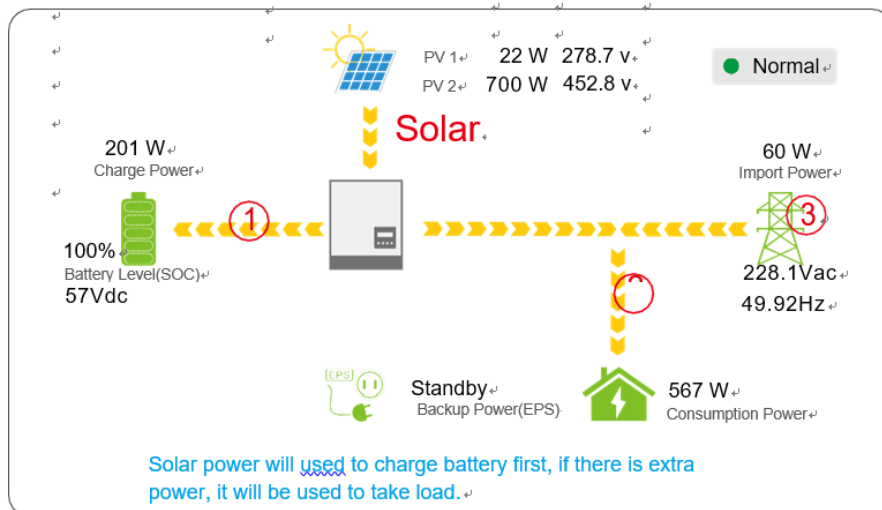 PV 1 22 W 278.7 v
PV 2 700 W 452.8 v
Normal
Solar
201 W
Charge Power
60 W
Import Power
1
3
100%
Battery Level(SOC)
57Vdc
228.1Vac
49.92Hz
EPS
Standby
Backup Power(EPS)
567 W
Consumption Power
Solar power will used to charge battery first, if there is extra
power, it will be used to take load.